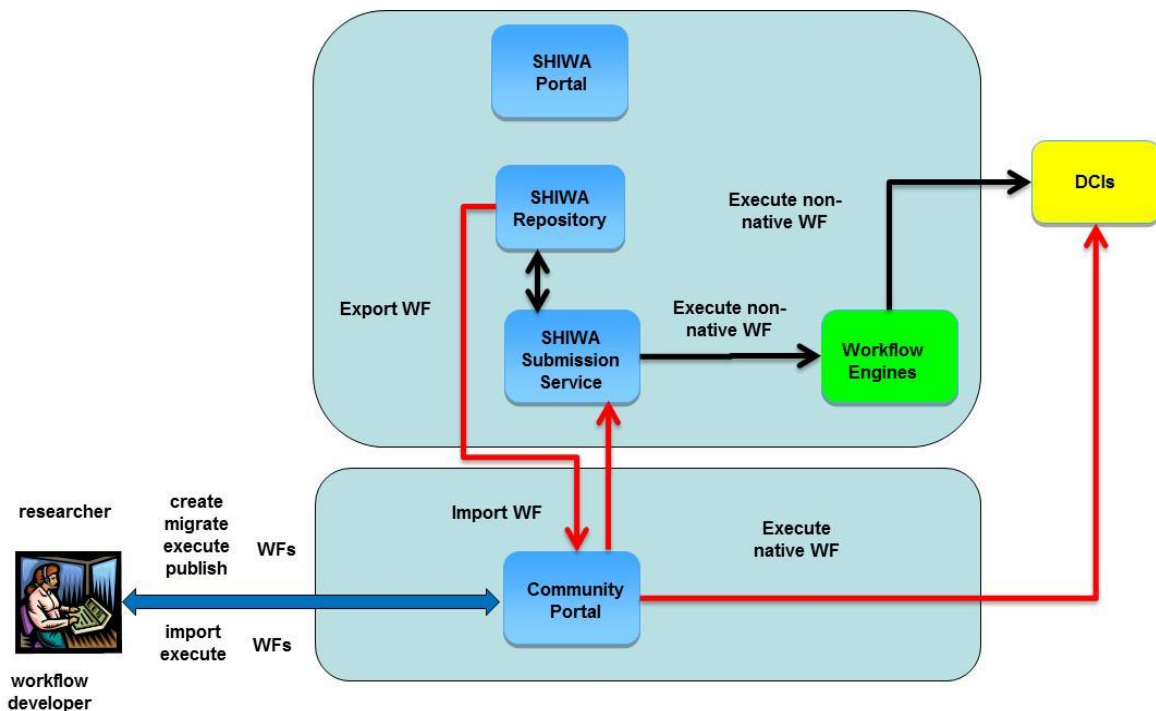 SHIWA
Portal
SHIWA
Repository
DCIs
Execute non-
native WF
Export WF
Execute non-
native WF
SHIWA
Submission
Service
Workflow
Engines
researcher
create
migrate
execute
publish
WFs
Import WF
Execute
native WF
Community
Portal
import
execute
WFs
workflow
developer